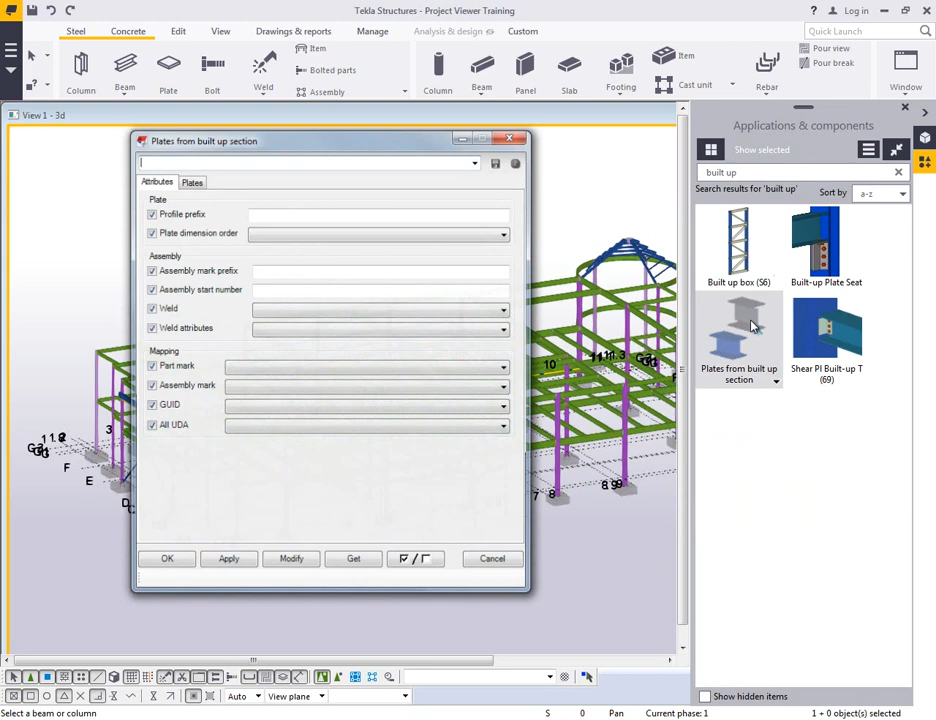 Tekla Structures - Project Viewer Training
? Log in
Steel Concrete Edit View Drawings & reports Manage Analysis & design Custom
Quick Launch
Column Beam Plate Bolt Weld
Item
Bolted parts
Assembly
Column Beam Panel Slab Footing
Item
Cast unit
Rebar
Pour view
Pour break
Window
View 1 - 3d
Plates from built up section
Attributes Plates
Plate
Profile prefix
Plate dimension order
Assembly
Assembly mark prefix
Assembly start number
Weld
Weld attributes
Mapping
Part mark
Assembly mark
GUID
All UDA
OK Apply Modify Get / Cancel
10
3
F
E
D
7 8
Applications & components
Show selected
built up
Search results for 'built up' Sort by a-z
Built up box (S6)
Built-up Plate Seat
Plates from built up section
Shear Pl Built-up T (69)
Show hidden items
Auto View plane
Select a beam or column
S 0 Pan Current phase: 1 1 + 0 object(s) selected